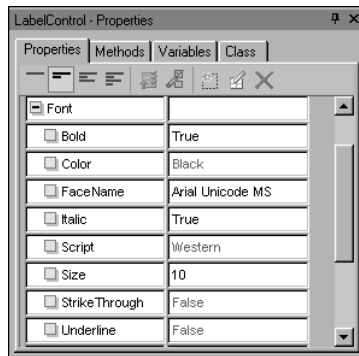 LabelControl - Properties
Properties Methods Variables Class
Font
Bold True
Color Black
FaceName Arial Unicode MS
Italic True
Script Western
Size 10
StrikeThrough False
Underline False